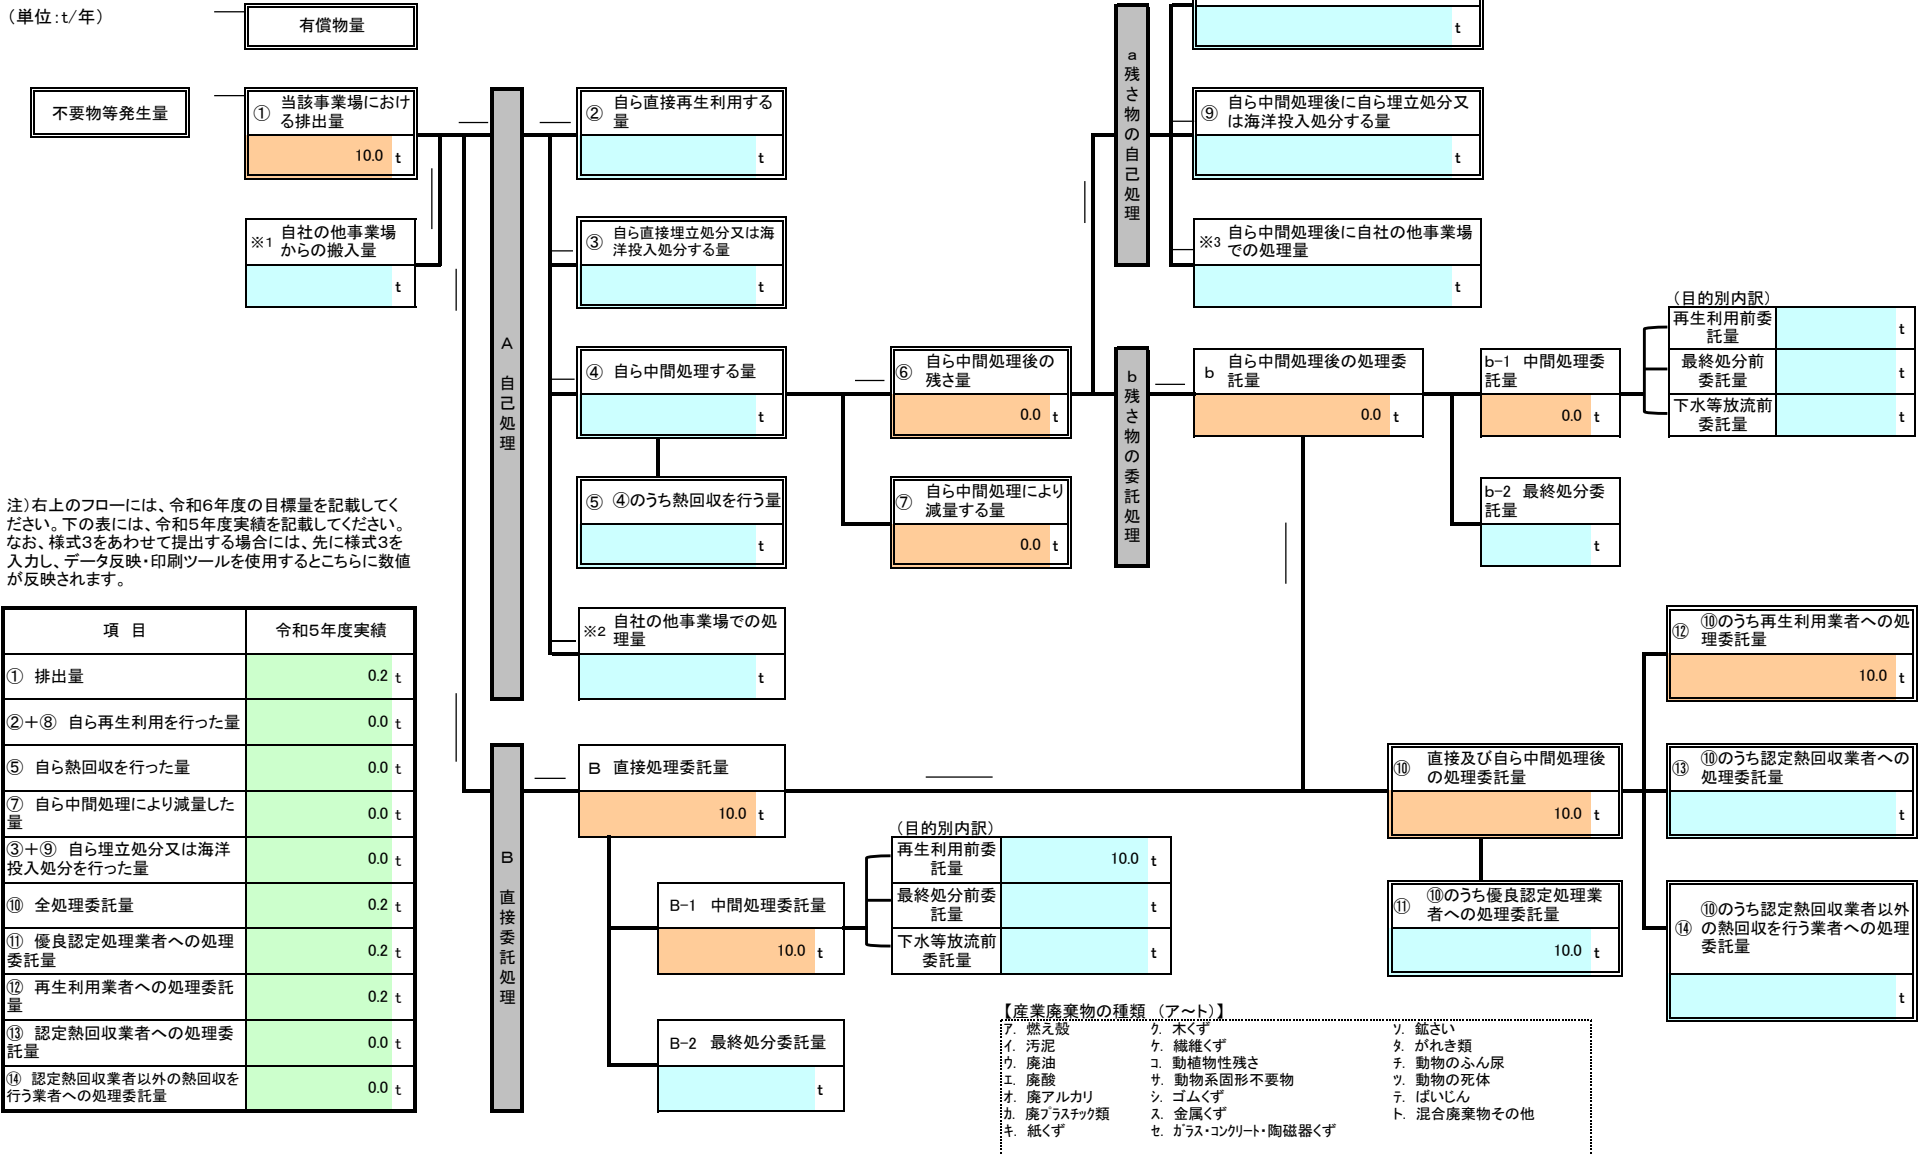 （単位：t/年）
有償物量
t
不要物等発生量
① 当該事業場におけ
る排出量
10.0 t
※1 自社の他事業場
からの搬入量
t
A 自己処理
② 自ら直接再生利用する
量
t
③ 自ら直接埋立処分又は海
洋投入処分する量
t
④ 自ら中間処理する量
t
⑤ ④のうち熱回収を行う量
t
※2 自社の他事業場での処
理量
t
⑥ 自ら中間処理後の
残さ量
0.0 t
⑦ 自ら中間処理により
減量する量
0.0 t
a 残さ物の自己処理
⑨ 自ら中間処理後に自ら埋立処分又
は海洋投入処分する量
t
※3 自ら中間処理後に自社の他事業場
での処理量
t
b 残さ物の委託処理
b 自ら中間処理後の処理委
託量
0.0 t
b-1 中間処理委
託量
0.0 t
b-2 最終処分委
託量
t
（目的別内訳）
再生利用前委
託量
t
最終処分前
委託量
t
下水等放流前
委託量
t
注）右上のフローには、令和6年度の目標量を記載してく
ださい。下の表には、令和5年度実績を記載してください。
なお、様式3をあわせて提出する場合には、先に様式3を
入力し、データ反映・印刷ツールを使用するとこちらに数値
が反映されます。
項 目 令和5年度実績
① 排出量 0.2 t
②＋⑧ 自ら再生利用を行った量 0.0 t
⑤ 自ら熱回収を行った量 0.0 t
⑦ 自ら中間処理により減量した
量 0.0 t
③＋⑨ 自ら埋立処分又は海洋
投入処分を行った量 0.0 t
⑩ 全処理委託量 0.2 t
⑪ 優良認定処理業者への処理
委託量 0.2 t
⑫ 再生利用業者への処理委託
量 0.2 t
⑬ 認定熱回収業者への処理委
託量 0.0 t
⑭ 認定熱回収業者以外の熱回収を
行う業者への処理委託量 0.0 t
B 直接委託処理
B 直接処理委託量
10.0 t
B-1 中間処理委託量
10.0 t
B-2 最終処分委託量
t
（目的別内訳）
再生利用前委
託量
10.0 t
最終処分前委
託量
t
下水等放流前
委託量
t
⑩ 直接及び自ら中間処理後
の処理委託量
10.0 t
⑪ ⑩のうち優良認定処理業
者への処理委託量
10.0 t
⑫ ⑩のうち再生利用業者への処
理委託量
10.0 t
⑬ ⑩のうち認定熱回収業者への
処理委託量
t
⑭ ⑩のうち認定熱回収業者以外
の熱回収を行う業者への処理
委託量
t
【産業廃棄物の種類 （ア～ト）】
ア. 燃え殻 ク. 木くず ソ. 鉱さい
イ. 汚泥 ケ. 繊維くず タ. がれき類
ウ. 廃油 コ. 動植物性残さ チ. 動物のふん尿
エ. 廃酸 サ. 動物系固形不要物 ツ. 動物の死体
オ. 廃アルカリ シ. ゴムくず テ. ばいじん
カ. 廃プラスチック類 ス. 金属くず ト. 混合廃棄物その他
キ. 紙くず セ. ガラス・コンクリート・陶磁器くず